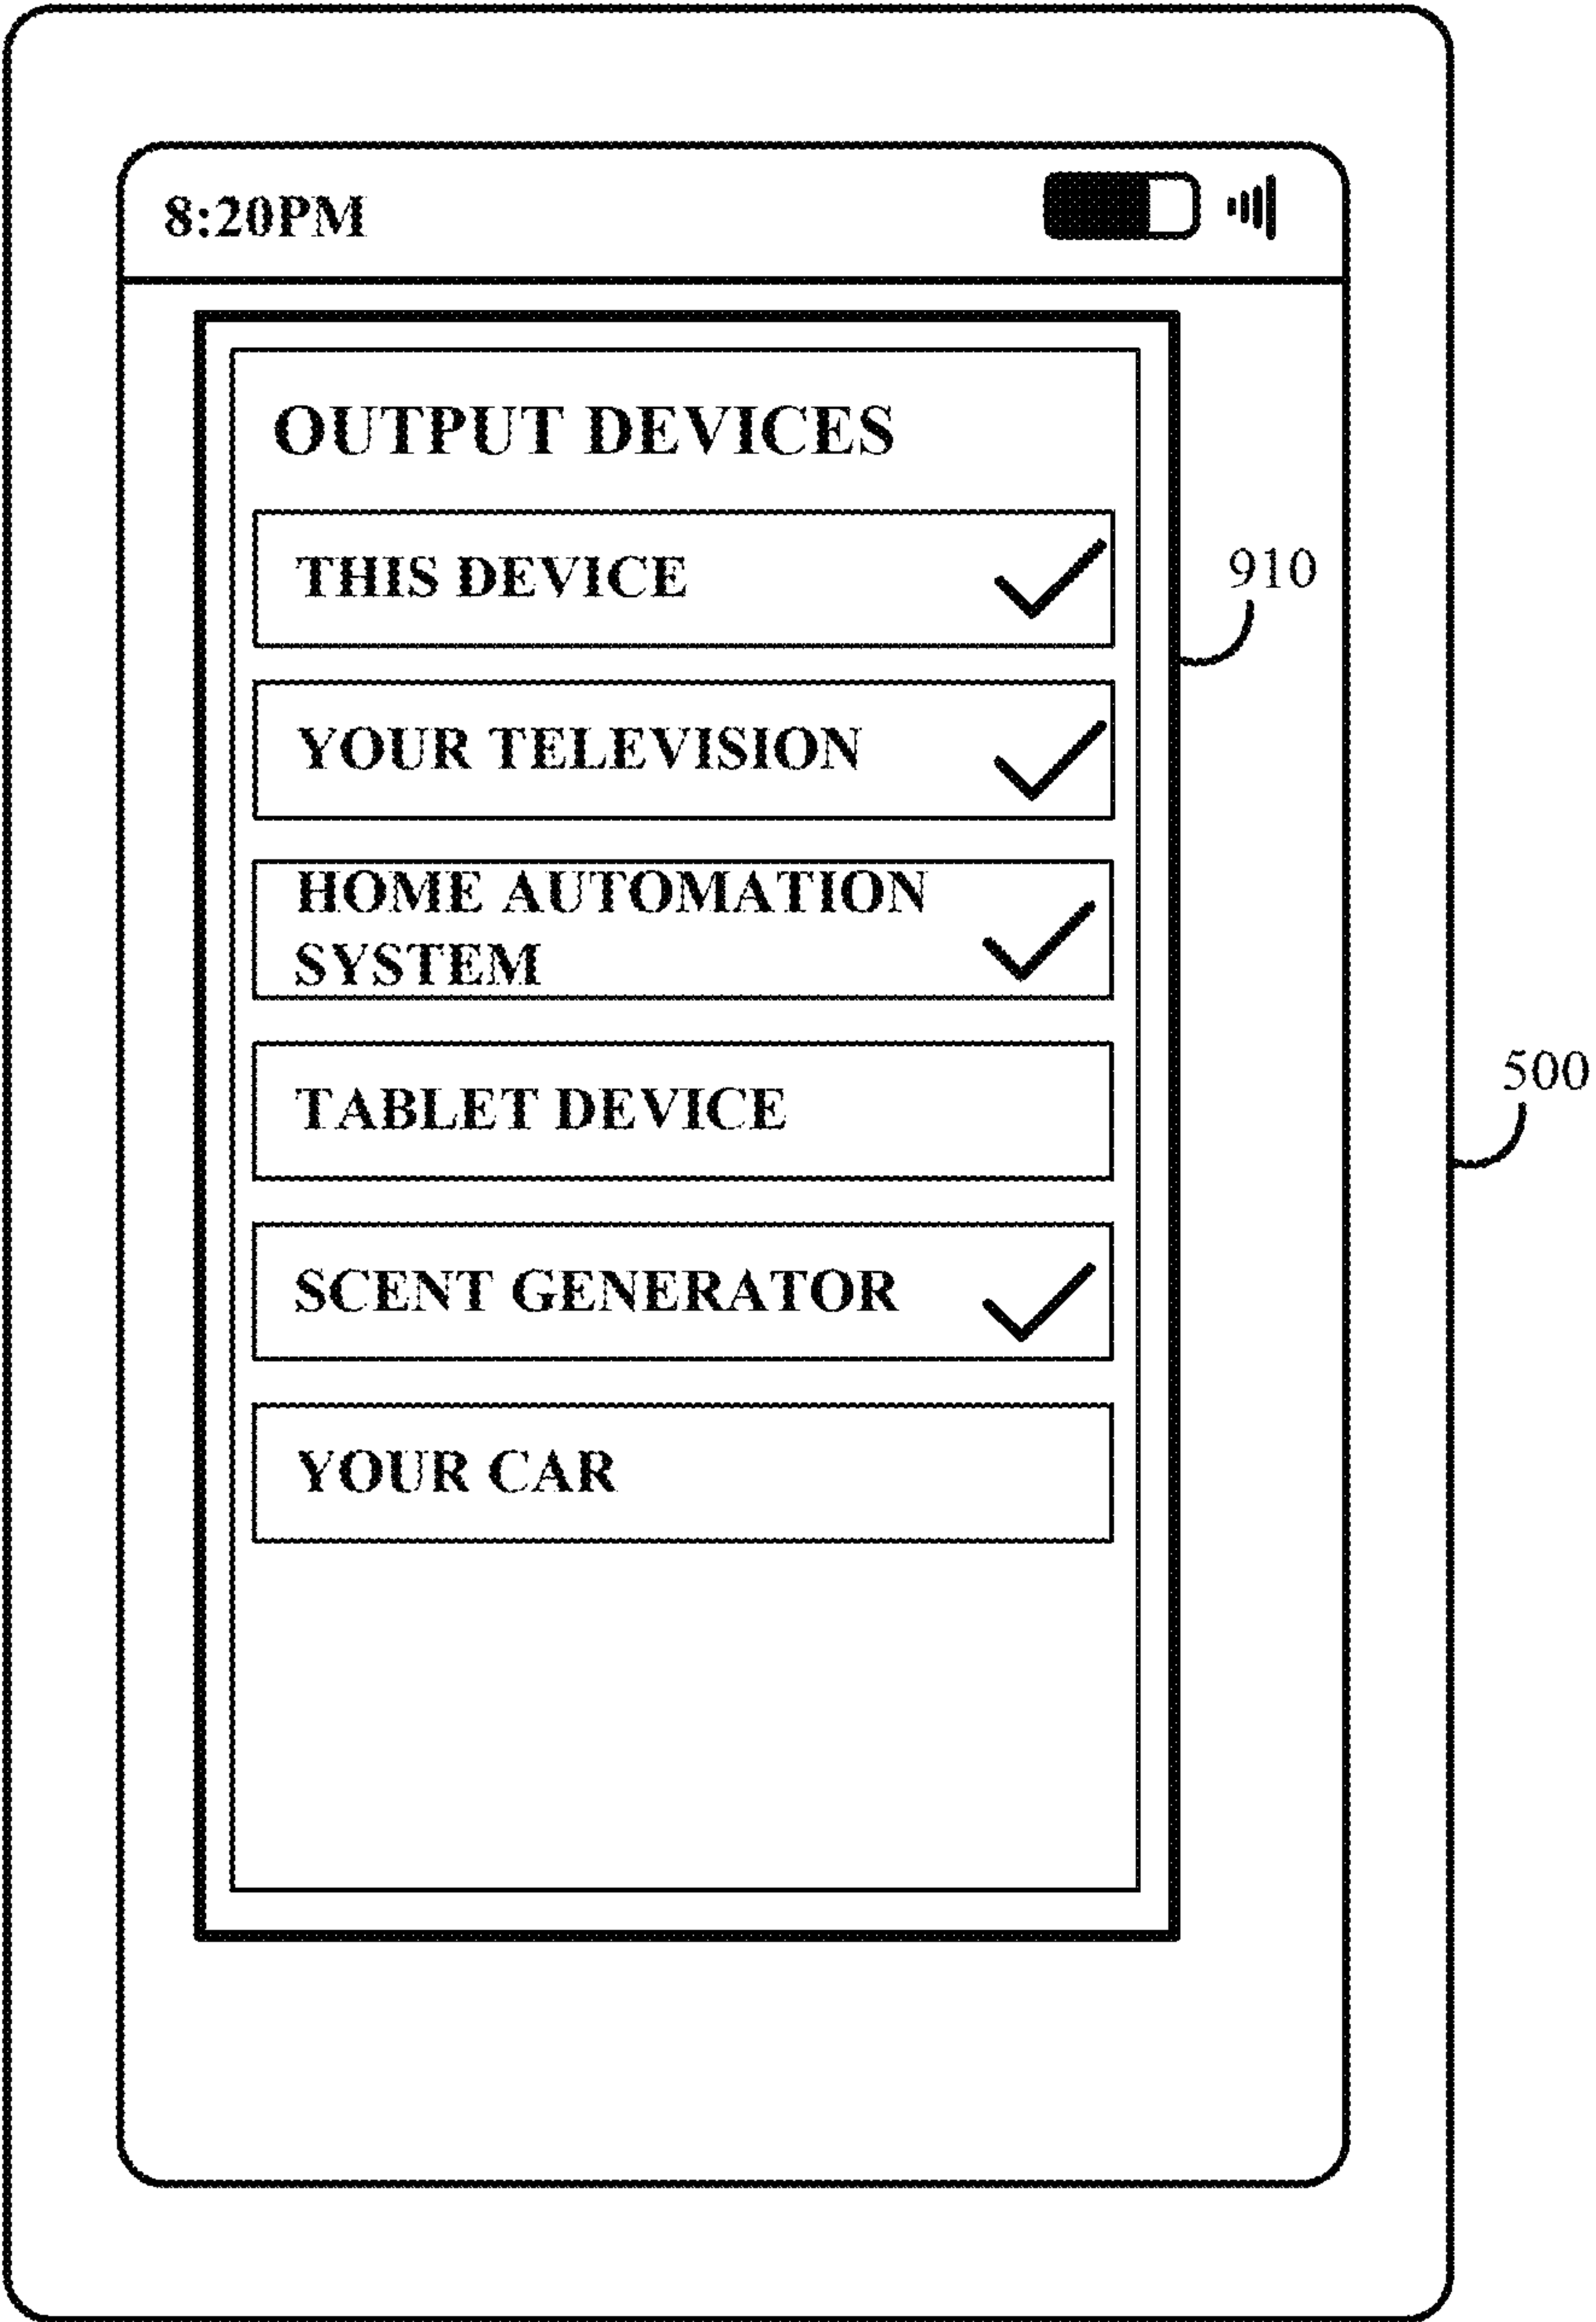 8:20PM
OUTPUT DEVICES
THIS DEVICE
910
YOUR TELEVISION
HOME AUTOMATION
SYSTEM
500
TABLET DEVICE
SCENT GENERATOR
YOUR CAR